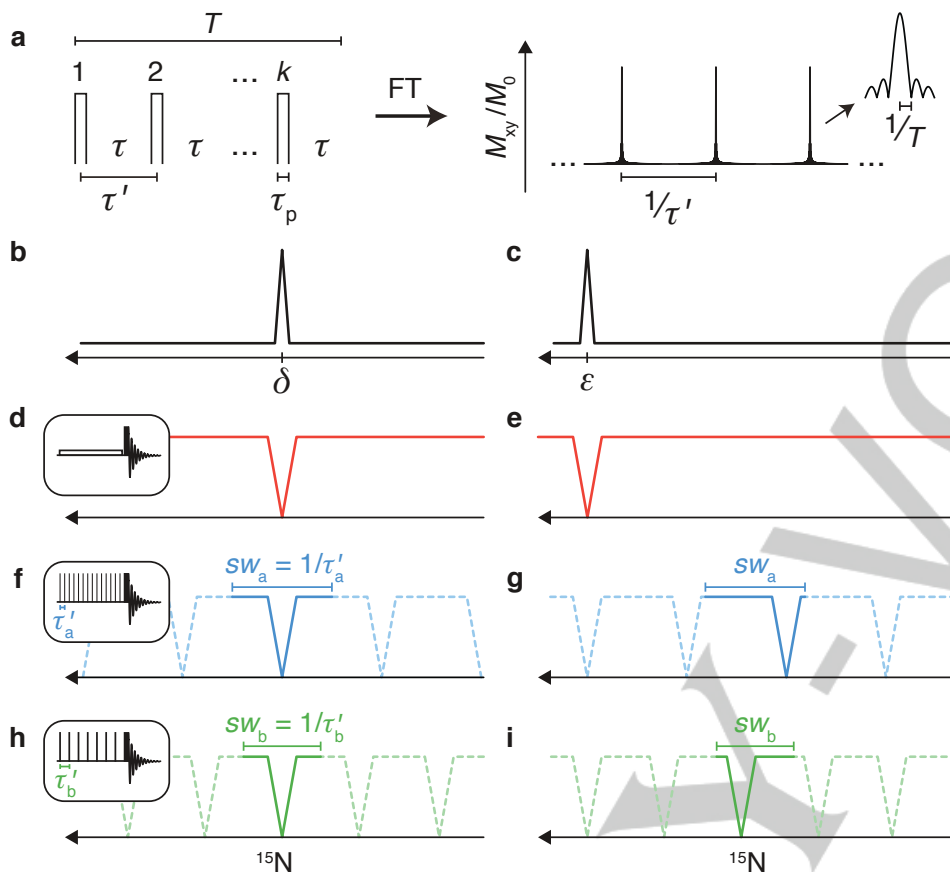 a
T
1 2 ... k
τ τ ... τ
τ′
τp
FT
Mxy/M0
... ...
1/τ′
1/T
b
δ
c
ε
d
e
f
τ′a
swa = 1/τ′a
g
swa
h
τ′b
swb = 1/τ′b
i
swb
15N
15N